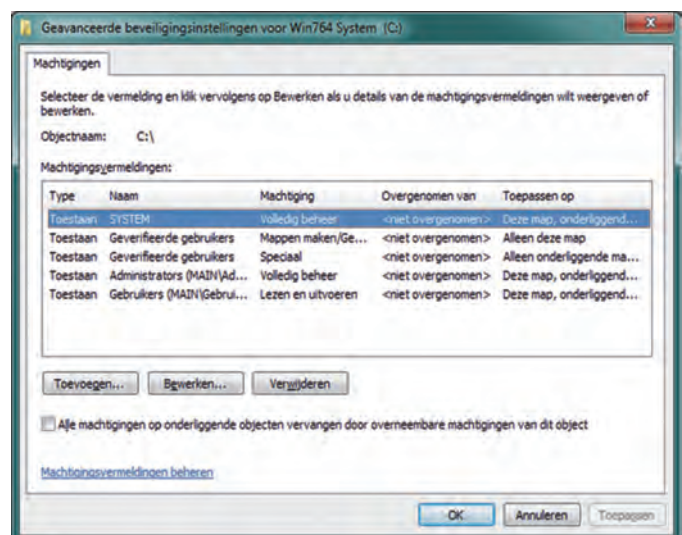 Geavanceerde beveiligingsinstellingen voor Win764 System (C:)
Machtigingen
Selecteer de vermelding en klik vervolgens op Bewerken als u details van de machtigingsvermeldingen wilt weergeven of
bewerken.
Objectnaam: C:\
Machtigingsvermeldingen:
Type Naam Machtiging Overgenomen van Toepassen op
Toestaan SYSTEM Volledig beheer <niet overgenomen> Deze map, onderliggend...
Toestaan Geverifieerde gebruikers Mappen maken/Ge... <niet overgenomen> Alleen deze map
Toestaan Geverifieerde gebruikers Speciaal <niet overgenomen> Alleen onderliggende ma...
Toestaan Administrators (MAIN\Ad... Volledig beheer <niet overgenomen> Deze map, onderliggend...
Toestaan Gebruikers (MAIN\Gebrui... Lezen en uitvoeren <niet overgenomen> Deze map, onderliggend...
Toevoegen... Bewerken... Verwijderen
Alle machtigingen op onderliggende objecten vervangen door overneembare machtigingen van dit object
Machtigingsvermeldingen beheren
OK Annuleren Toepassen